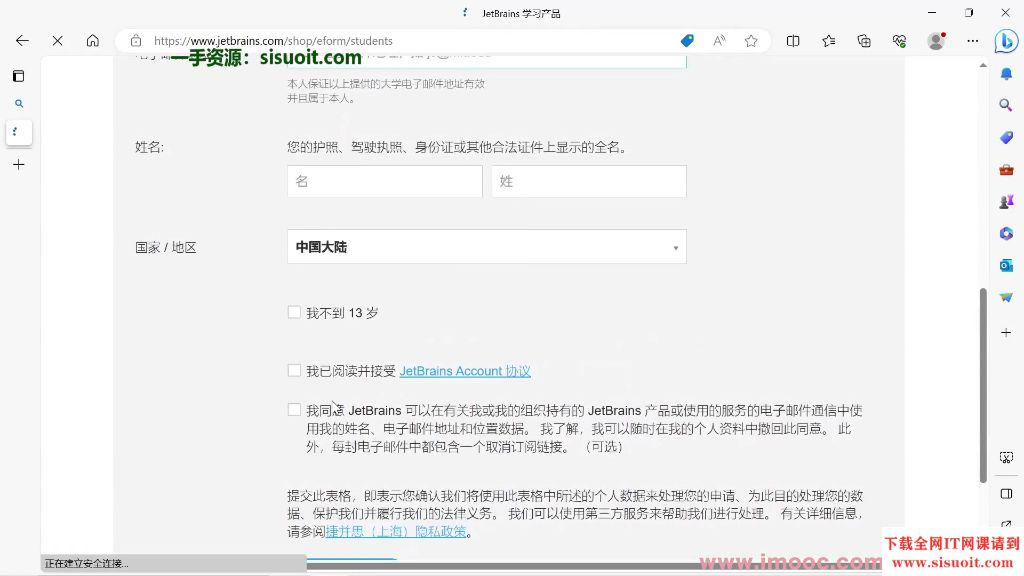 JetBrains 学习产品
https://www.jetbrains.com/shop/eform/students
一手资源：sisuoit.com
本人保证以上提供的大学电子邮件地址有效
并且属于本人。
姓名:
您的护照、驾驶执照、身份证或其他合法证件上显示的全名。
名
姓
国家 / 地区
中国大陆
我不到 13 岁
我已阅读并接受 JetBrains Account 协议
我同意 JetBrains 可以在有关我或我的组织持有的 JetBrains 产品或使用的服务的电子邮件通信中使
用我的姓名、电子邮件地址和位置数据。 我了解，我可以随时在我的个人资料中撤回此同意。 此
外，每封电子邮件中都包含一个取消订阅链接。 （可选）
提交此表格，即表示您确认我们将使用此表格中所述的个人数据来处理您的申请、为此目的处理您的数
据、保护我们并履行我们的法律义务。 我们可以使用第三方服务来帮助我们进行处理。 有关详细信息，
请参阅捷并思（上海）隐私政策。
正在建立安全连接...
www.imooc.com
下载全网IT网课请到
www.sisuoit.com